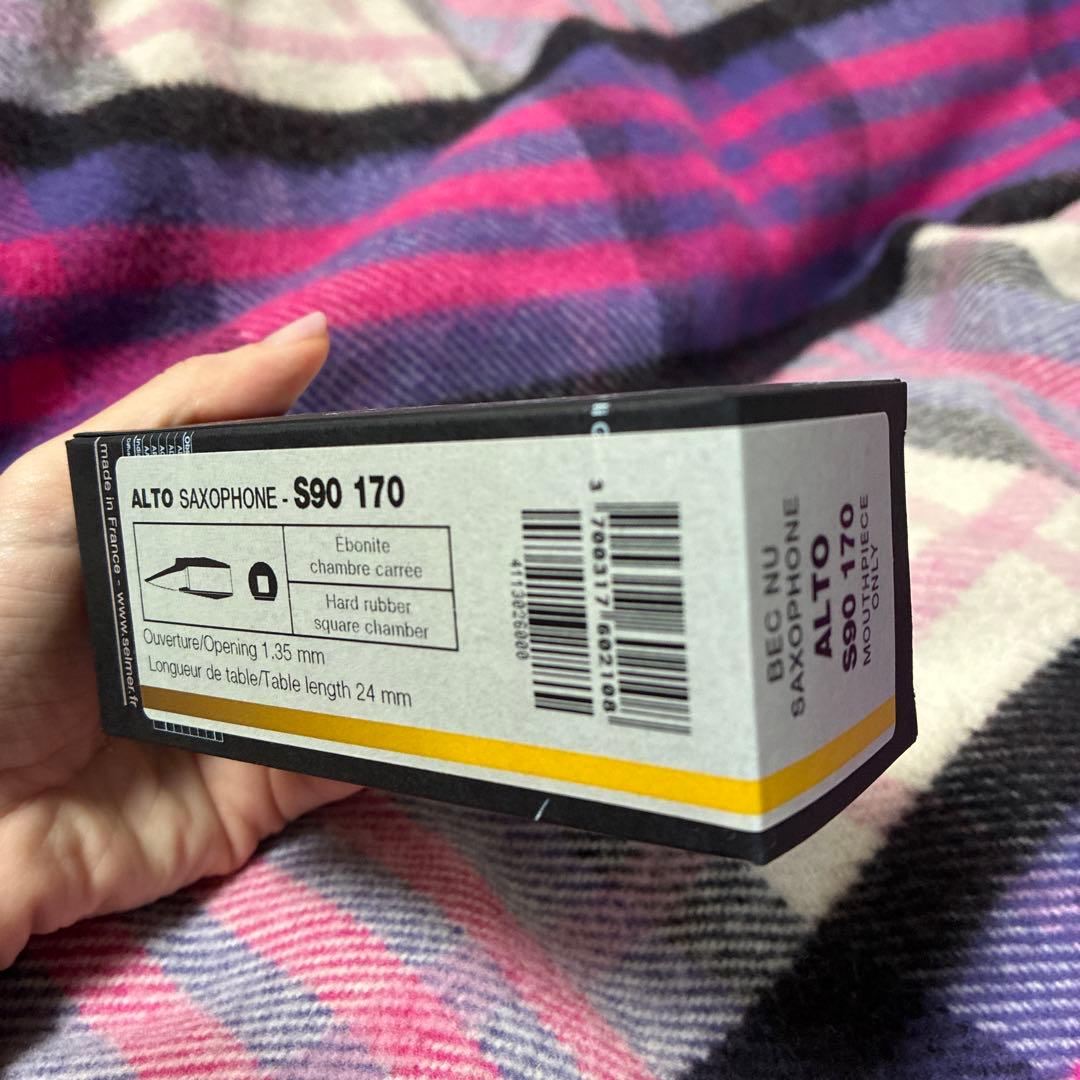 made in France - www.selmer.fr
ALTO SAXOPHONE - S90 170
Ébonite
chambre carrée
Hard rubber
square chamber
Ouverture/Opening 1,35 mm
Longueur de table/Table length 24 mm
411302S600
3 700317 602108
BEC NU
SAXOPHONE
ALTO
S90 170
MOUTHPIECE
ONLY